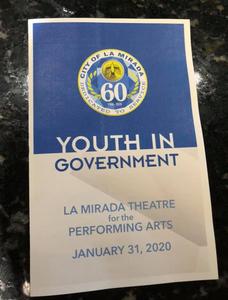 CITY OF LA MIRADA
60
DEDICATED TO SERVICE
YOUTH IN
GOVERNMENT
LA MIRADA THEATRE
for the
PERFORMING ARTS
JANUARY 31, 2020